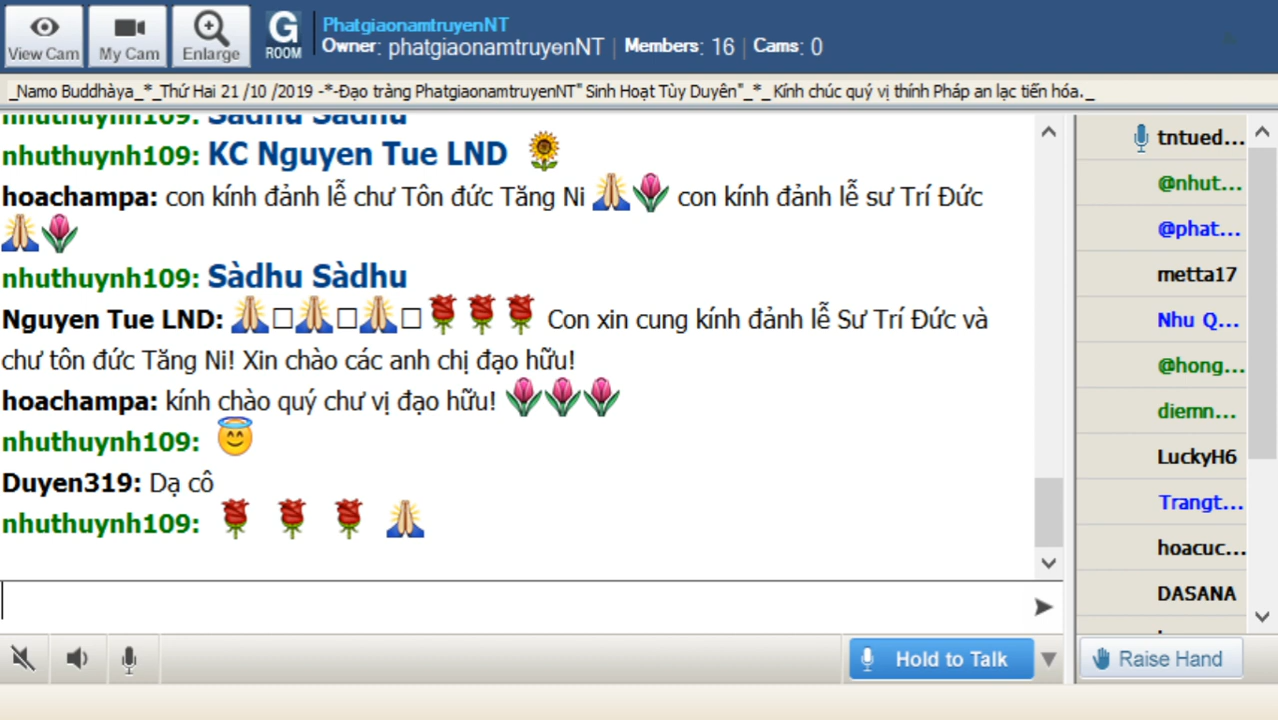 View Cam
My Cam
Enlarge
G
ROOM
PhatgiaonamtruyenNT
Owner: phatgiaonamtruyenNT | Members: 16 | Cams: 0
_Namo Buddhàya_*_Thứ Hai 21 /10 /2019 -*-Đạo tràng PhatgiaonamtruyenNT" Sinh Hoạt Tùy Duyên"_*_ Kính chúc quý vị thính Pháp an lạc tiến hóa._
nhuthuynh109: Sàdhu Sàdhu
nhuthuynh109: KC Nguyen Tue LND 🌻
hoachampa: con kính đảnh lễ chư Tôn đức Tăng Ni 🙏🌷 con kính đảnh lễ sư Trí Đức
🙏🌷
nhuthuynh109: Sàdhu Sàdhu
Nguyen Tue LND: 🙏□🙏□🙏□🌹🌹🌹 Con xin cung kính đảnh lễ Sư Trí Đức và
chư tôn đức Tăng Ni! Xin chào các anh chị đạo hữu!
hoachampa: kính chào quý chư vị đạo hữu! 🌷🌷🌷
nhuthuynh109: 😇
Duyen319: Dạ cô
nhuthuynh109: 🌹 🌹 🌹 🙏
tntued...
@nhut...
@phat...
metta17
Nhu Q...
@hong...
diemn...
LuckyH6
Trangt...
hoacuc...
DASANA
Hold to Talk
Raise Hand